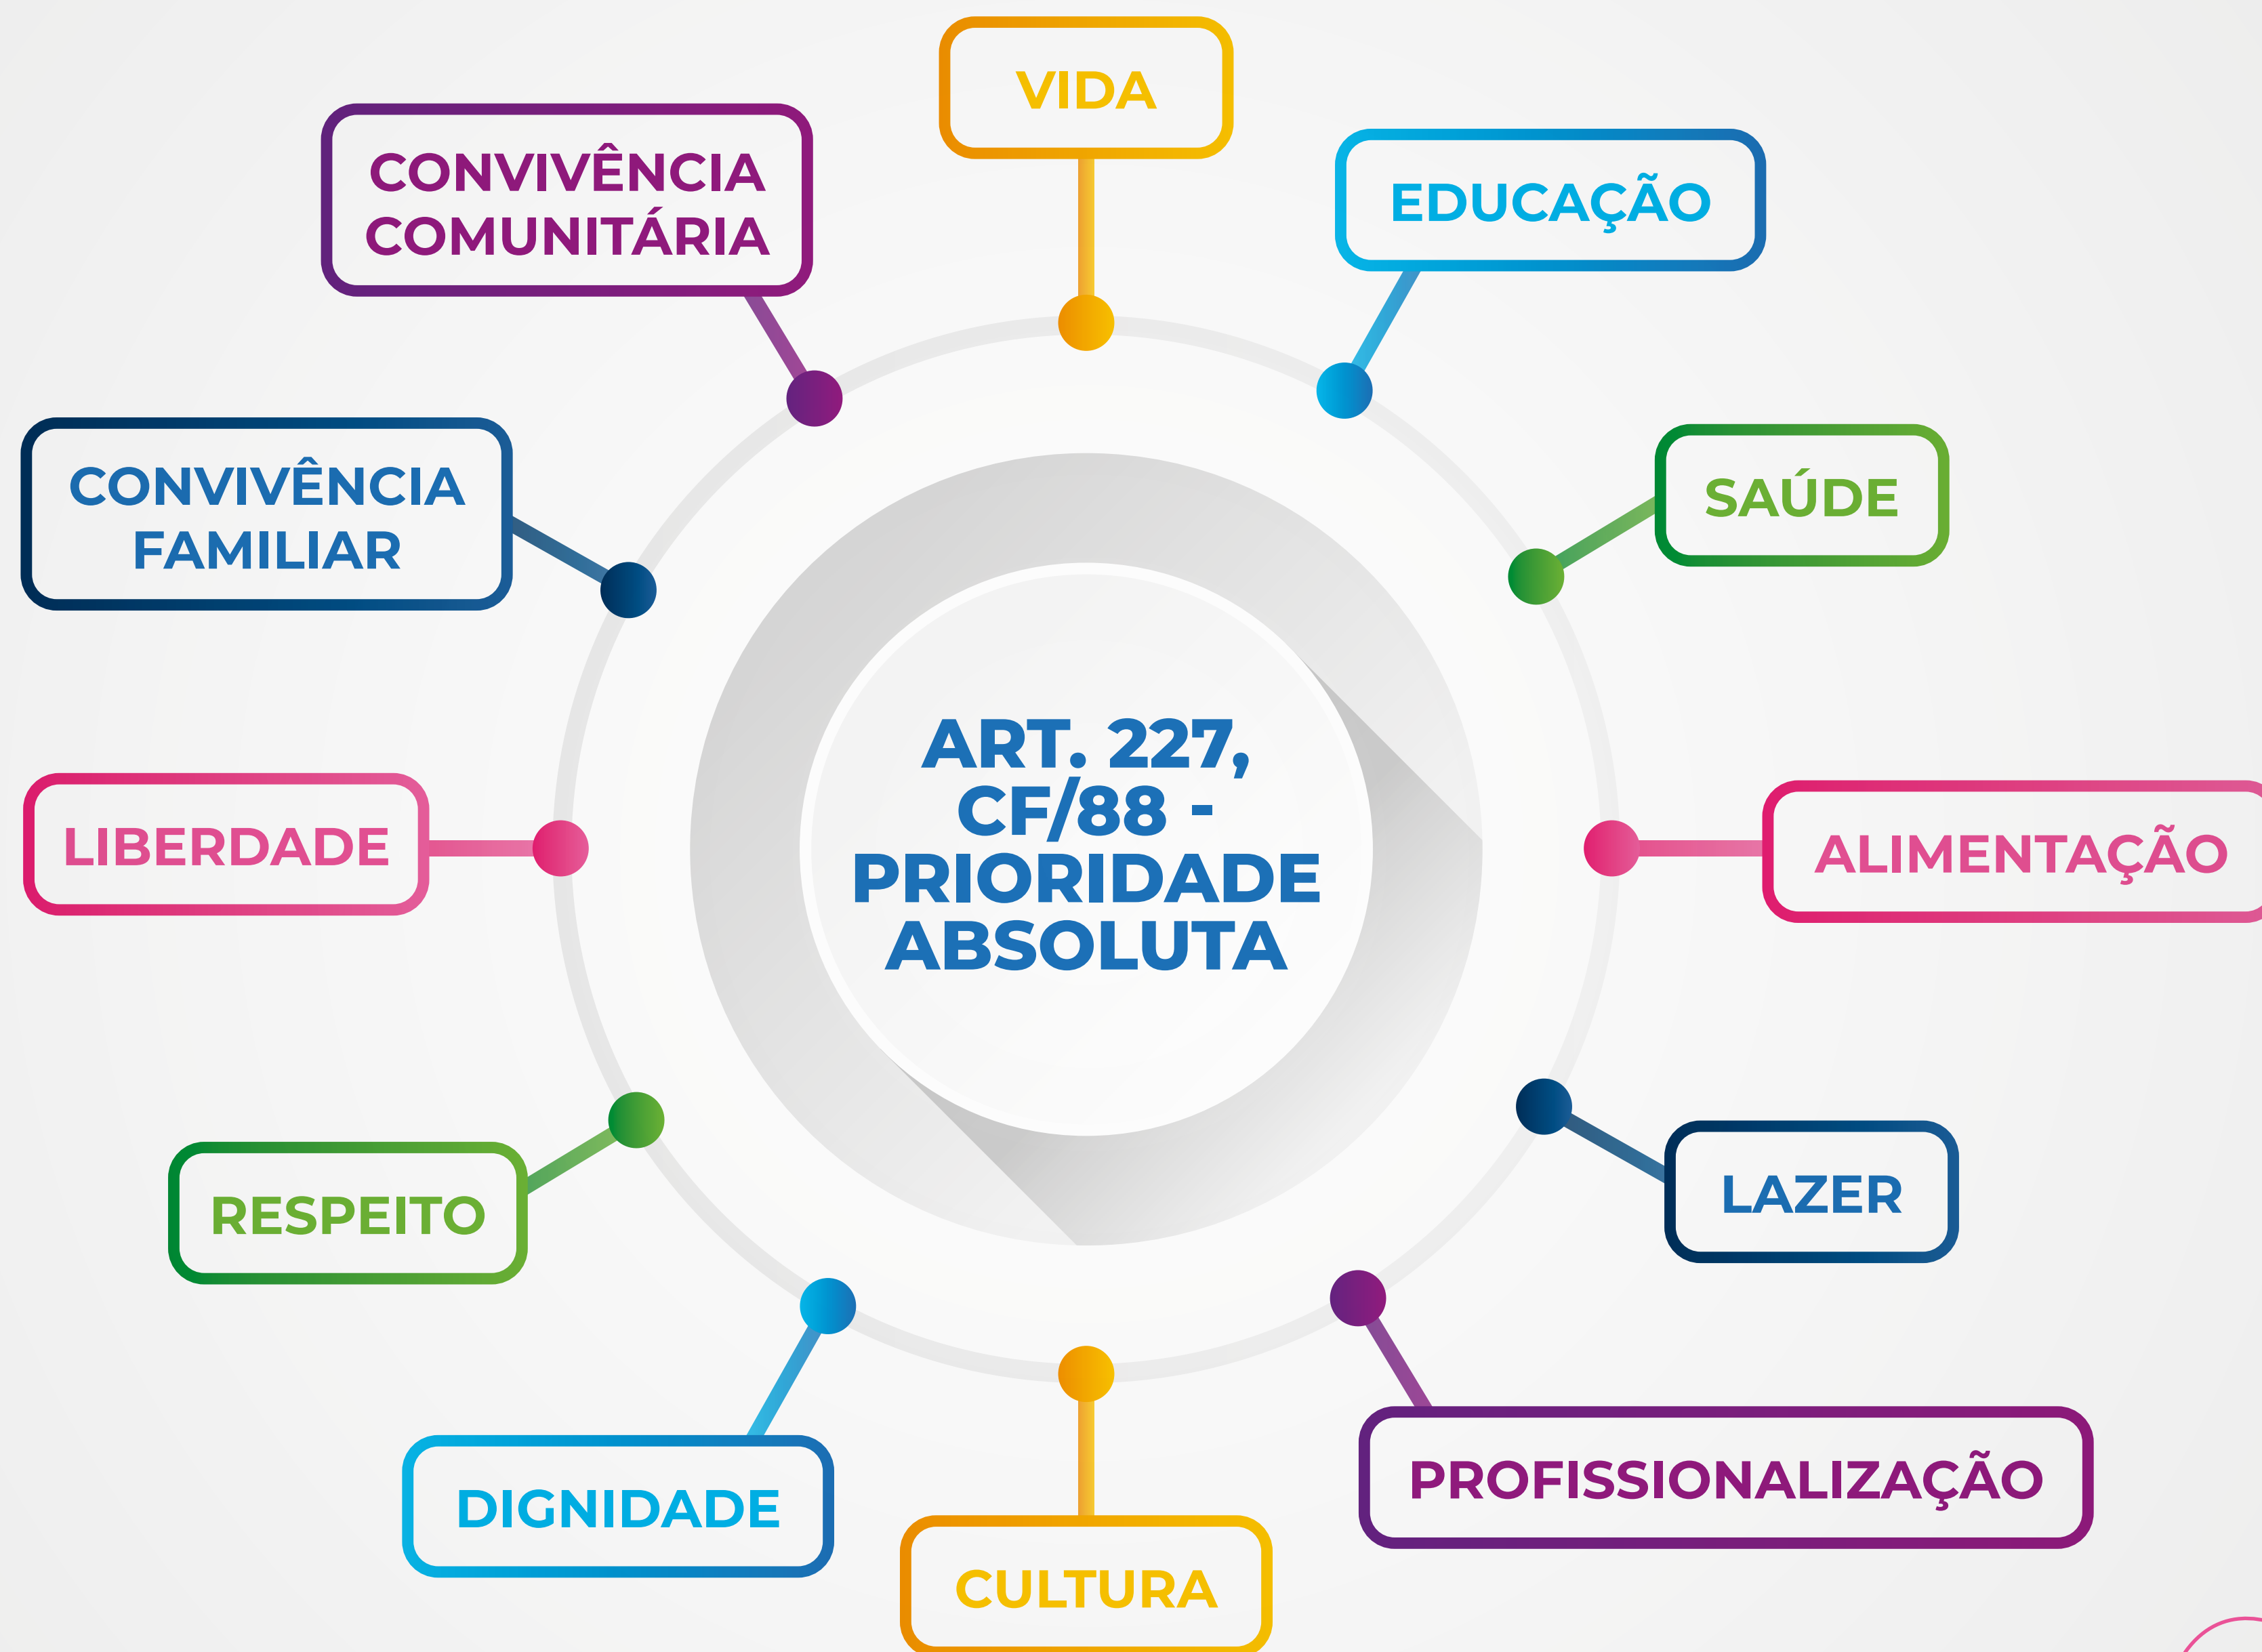 VIDA
EDUCAÇÃO
SAÚDE
ALIMENTAÇÃO
LAZER
PROFISSIONALIZAÇÃO
CULTURA
DIGNIDADE
RESPEITO
LIBERDADE
CONVIVÊNCIA
FAMILIAR
CONVIVÊNCIA
COMUNITÁRIA
ART. 227,
CF/88 -
PRIORIDADE
ABSOLUTA